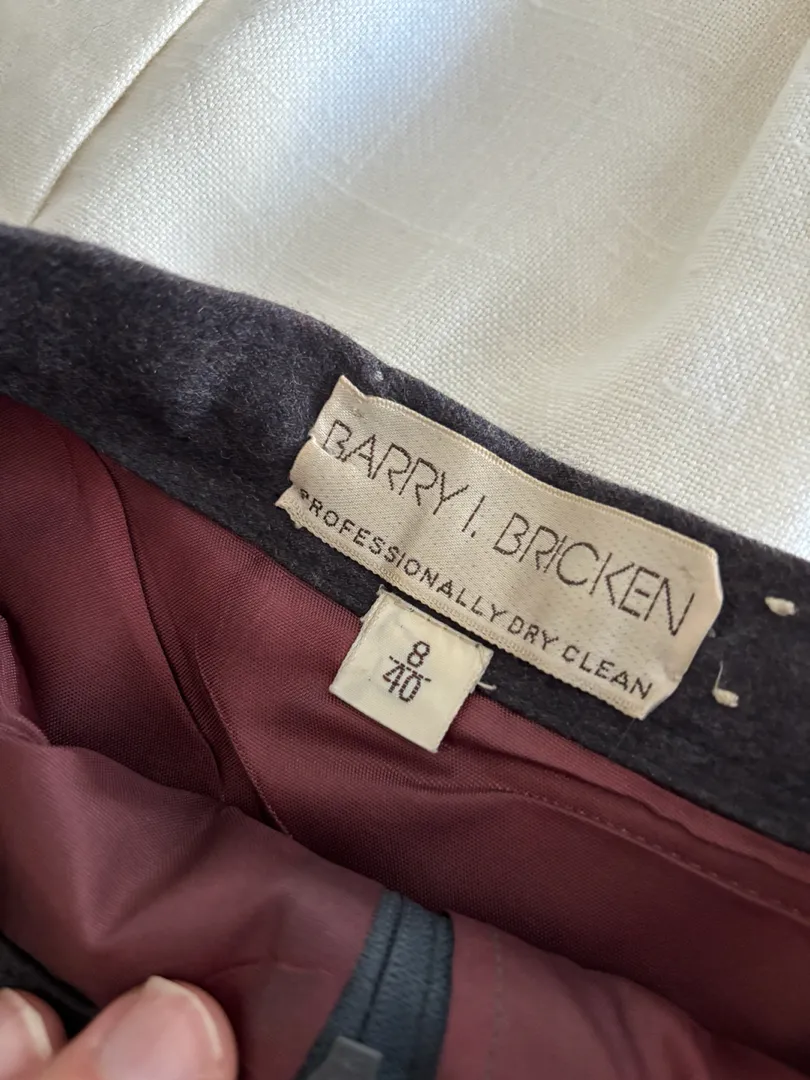 BARRY I. BRICKEN
PROFESSIONALLY DRY CLEAN
8
40